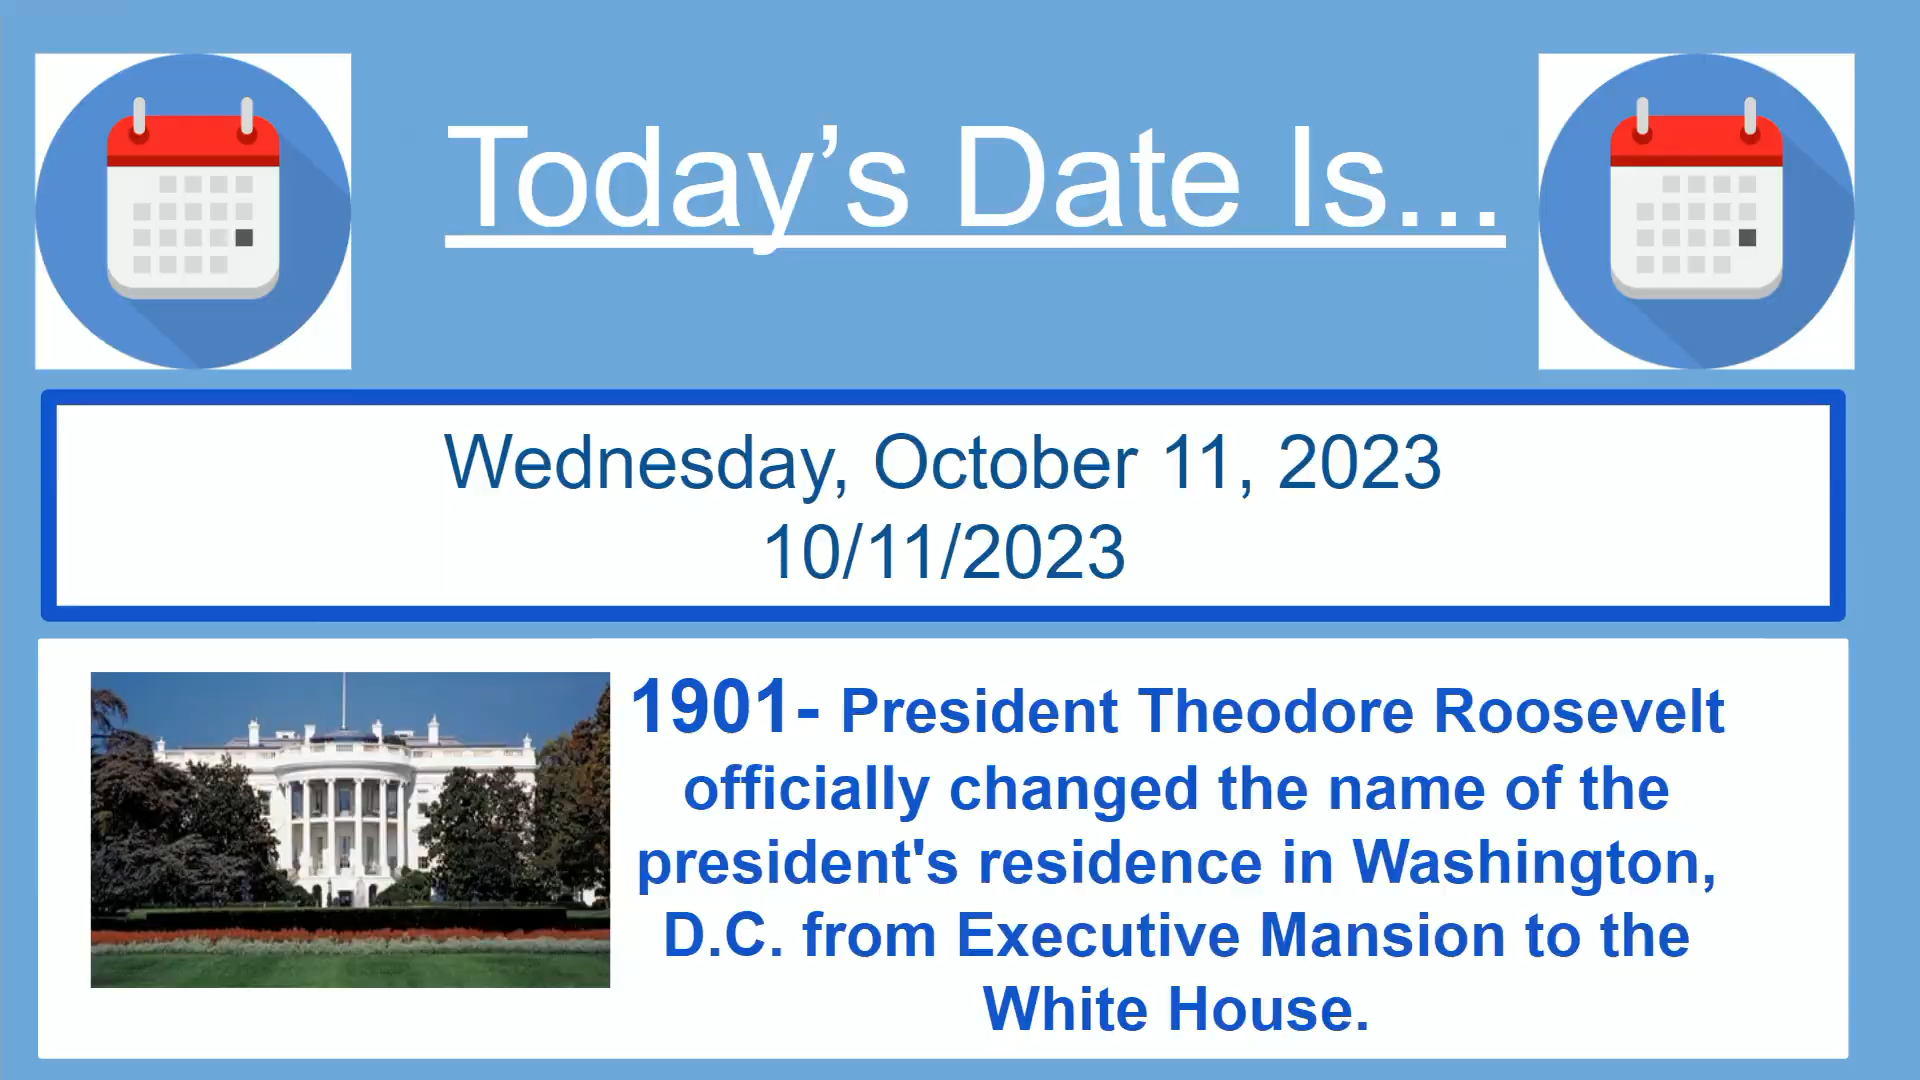 Today’s Date Is...
Wednesday, October 11, 2023
10/11/2023
1901- President Theodore Roosevelt
officially changed the name of the
president's residence in Washington,
D.C. from Executive Mansion to the
White House.